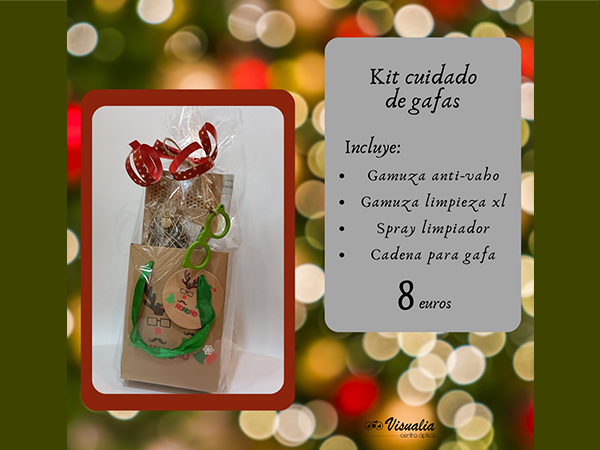 Kit cuidado
de gafas
Incluye:
• Gamuza anti-vaho
• Gamuza limpieza xl
• Spray limpiador
• Cadena para gafa
8 euros
Visualia
centro óptico